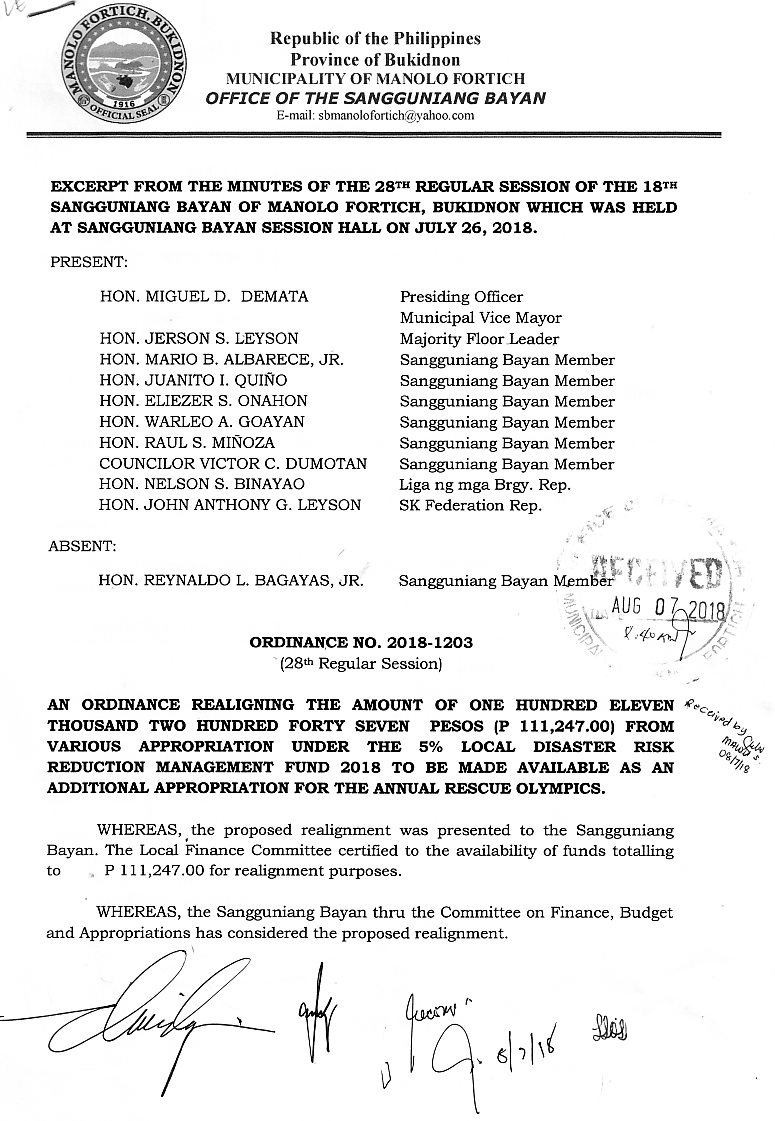 MANOLO FORTICH, BUKIDNON
1916
OFFICIAL SEAL
Republic of the Philippines
Province of Bukidnon
MUNICIPALITY OF MANOLO FORTICH
OFFICE OF THE SANGGUNIANG BAYAN
E-mail: sbmanolofortich@yahoo.com
EXCERPT FROM THE MINUTES OF THE 28TH REGULAR SESSION OF THE 18TH
SANGGUNIANG BAYAN OF MANOLO FORTICH, BUKIDNON WHICH WAS HELD
AT SANGGUNIANG BAYAN SESSION HALL ON JULY 26, 2018.
PRESENT:
HON. MIGUEL D. DEMATA Presiding Officer
Municipal Vice Mayor
HON. JERSON S. LEYSON Majority Floor Leader
HON. MARIO B. ALBARECE, JR. Sangguniang Bayan Member
HON. JUANITO I. QUIÑO Sangguniang Bayan Member
HON. ELIEZER S. ONAHON Sangguniang Bayan Member
HON. WARLEO A. GOAYAN Sangguniang Bayan Member
HON. RAUL S. MIÑOZA Sangguniang Bayan Member
COUNCILOR VICTOR C. DUMOTAN Sangguniang Bayan Member
HON. NELSON S. BINAYAO Liga ng mga Brgy. Rep.
HON. JOHN ANTHONY G. LEYSON SK Federation Rep.
ABSENT:
HON. REYNALDO L. BAGAYAS, JR. Sangguniang Bayan Member
RECEIVED
AUG 07 2018
ORDINANCE NO. 2018-1203
(28th Regular Session)
AN ORDINANCE REALIGNING THE AMOUNT OF ONE HUNDRED ELEVEN
THOUSAND TWO HUNDRED FORTY SEVEN PESOS (P 111,247.00) FROM
VARIOUS APPROPRIATION UNDER THE 5% LOCAL DISASTER RISK
REDUCTION MANAGEMENT FUND 2018 TO BE MADE AVAILABLE AS AN
ADDITIONAL APPROPRIATION FOR THE ANNUAL RESCUE OLYMPICS.
Received by
08/7/18
WHEREAS, the proposed realignment was presented to the Sangguniang
Bayan. The Local Finance Committee certified to the availability of funds totalling
to P 111,247.00 for realignment purposes.
WHEREAS, the Sangguniang Bayan thru the Committee on Finance, Budget
and Appropriations has considered the proposed realignment.
8/7/18